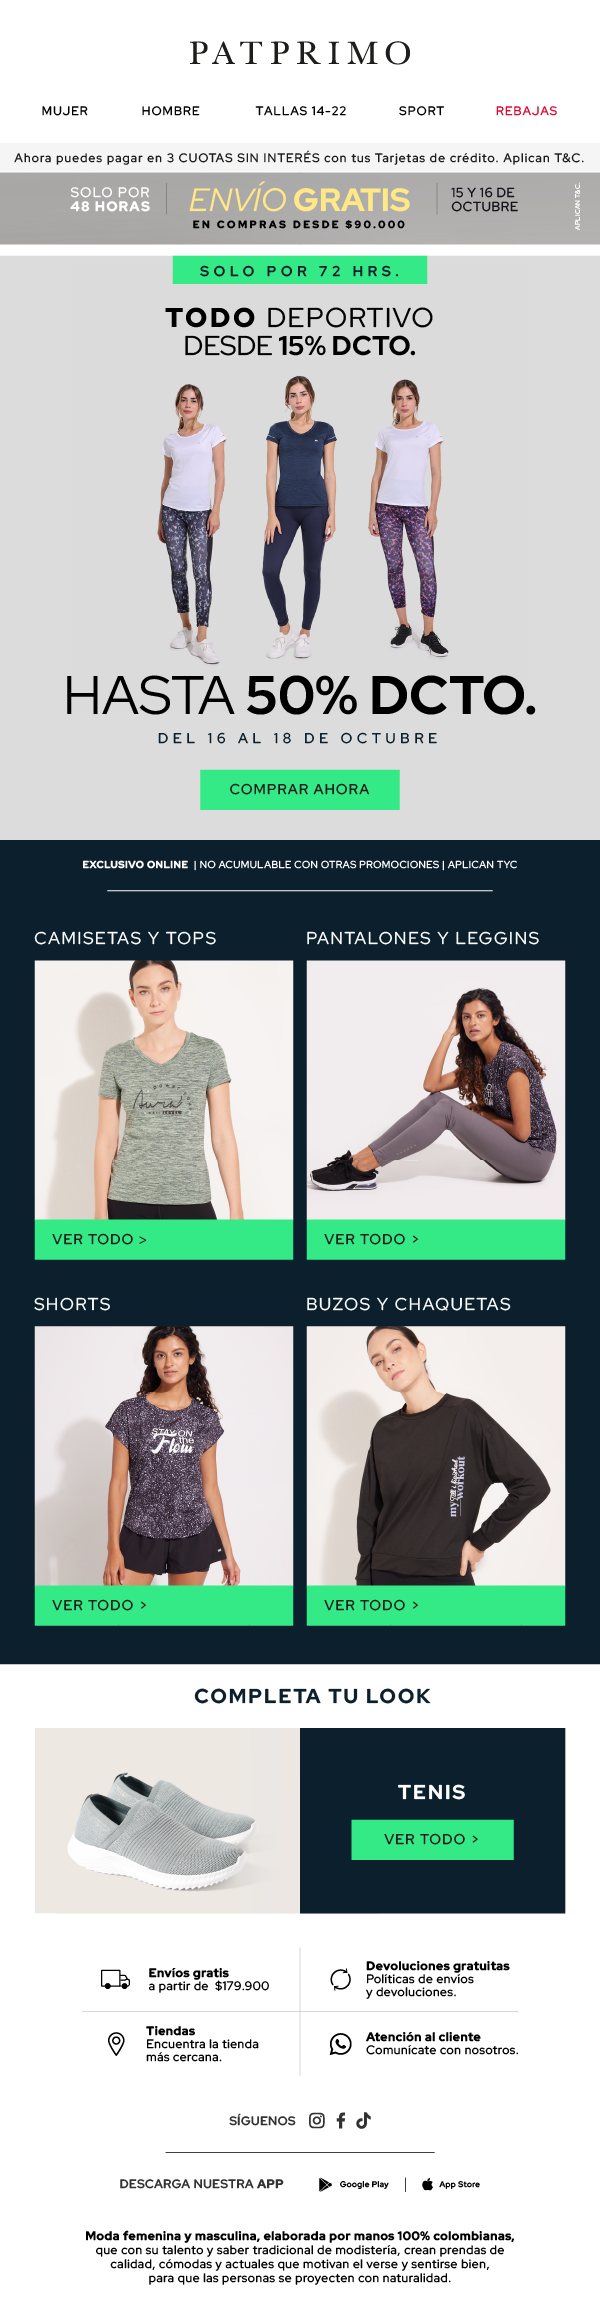 PATPRIMO
MUJER HOMBRE TALLAS 14-22 SPORT REBAJAS
Ahora puedes pagar en 3 CUOTAS SIN INTERÉS con tus Tarjetas de crédito. Aplican T&C.
SOLO POR
48 HORAS
ENVÍO GRATIS
EN COMPRAS DESDE $90.000
15 Y 16 DE
OCTUBRE
APLICAN T&C.
SOLO POR 72 HRS.
TODO DEPORTIVO
DESDE 15% DCTO.
HASTA 50% DCTO.
DEL 16 AL 18 DE OCTUBRE
COMPRAR AHORA
EXCLUSIVO ONLINE | NO ACUMULABLE CON OTRAS PROMOCIONES | APLICAN TYC
CAMISETAS Y TOPS
PANTALONES Y LEGGINS
Aura
VER TODO >
VER TODO >
SHORTS
BUZOS Y CHAQUETAS
STAY ON
the
Flow
my
workout
VER TODO >
VER TODO >
COMPLETA TU LOOK
TENIS
VER TODO >
Envíos gratis
a partir de $179.900
Devoluciones gratuitas
Políticas de envíos
y devoluciones.
Tiendas
Encuentra la tienda
más cercana.
Atención al cliente
Comunícate con nosotros.
SÍGUENOS
DESCARGA NUESTRA APP
Google Play
App Store
Moda femenina y masculina, elaborada por manos 100% colombianas,
que con su talento y saber tradicional de modistería, crean prendas de
calidad, cómodas y actuales que motivan el verse y sentirse bien,
para que las personas se proyecten con naturalidad.